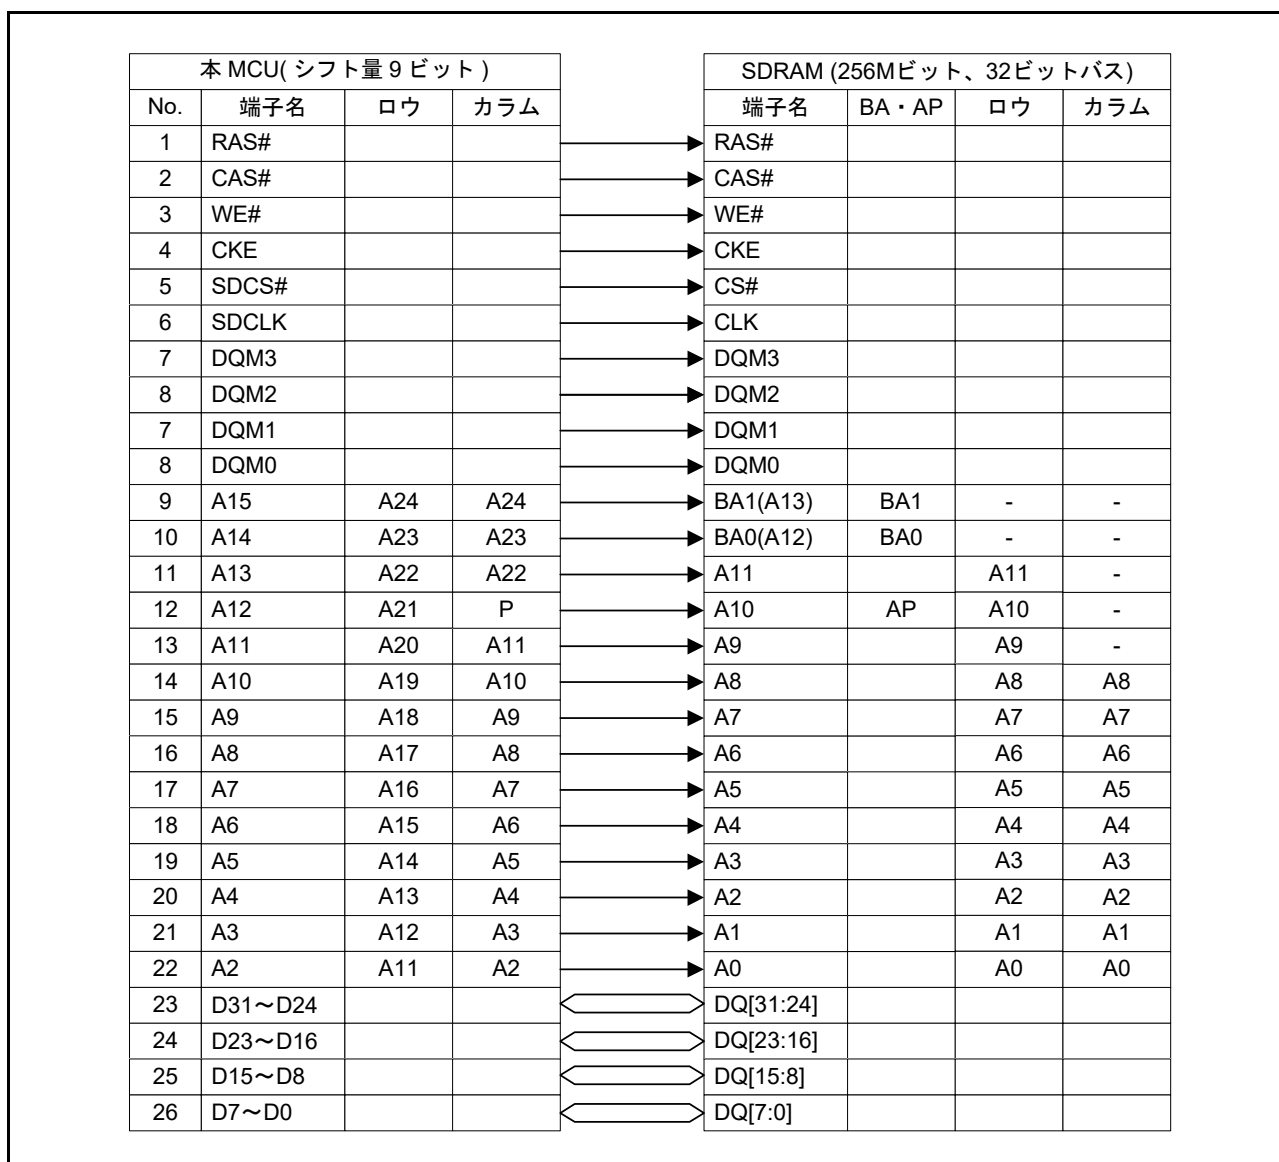 本 MCU( シフト量 9 ビット ) SDRAM (256Mビット、32ビットバス)
No. 端子名 ロウ カラム 端子名 BA・AP ロウ カラム
1 RAS# RAS#
2 CAS# CAS#
3 WE# WE#
4 CKE CKE
5 SDCS# CS#
6 SDCLK CLK
7 DQM3 DQM3
8 DQM2 DQM2
7 DQM1 DQM1
8 DQM0 DQM0
9 A15 A24 A24 BA1(A13) BA1 - -
10 A14 A23 A23 BA0(A12) BA0 - -
11 A13 A22 A22 A11 A11 -
12 A12 A21 P A10 AP A10 -
13 A11 A20 A11 A9 A9 -
14 A10 A19 A10 A8 A8 A8
15 A9 A18 A9 A7 A7 A7
16 A8 A17 A8 A6 A6 A6
17 A7 A16 A7 A5 A5 A5
18 A6 A15 A6 A4 A4 A4
19 A5 A14 A5 A3 A3 A3
20 A4 A13 A4 A2 A2 A2
21 A3 A12 A3 A1 A1 A1
22 A2 A11 A2 A0 A0 A0
23 D31～D24 DQ[31:24]
24 D23～D16 DQ[23:16]
25 D15～D8 DQ[15:8]
26 D7～D0 DQ[7:0]